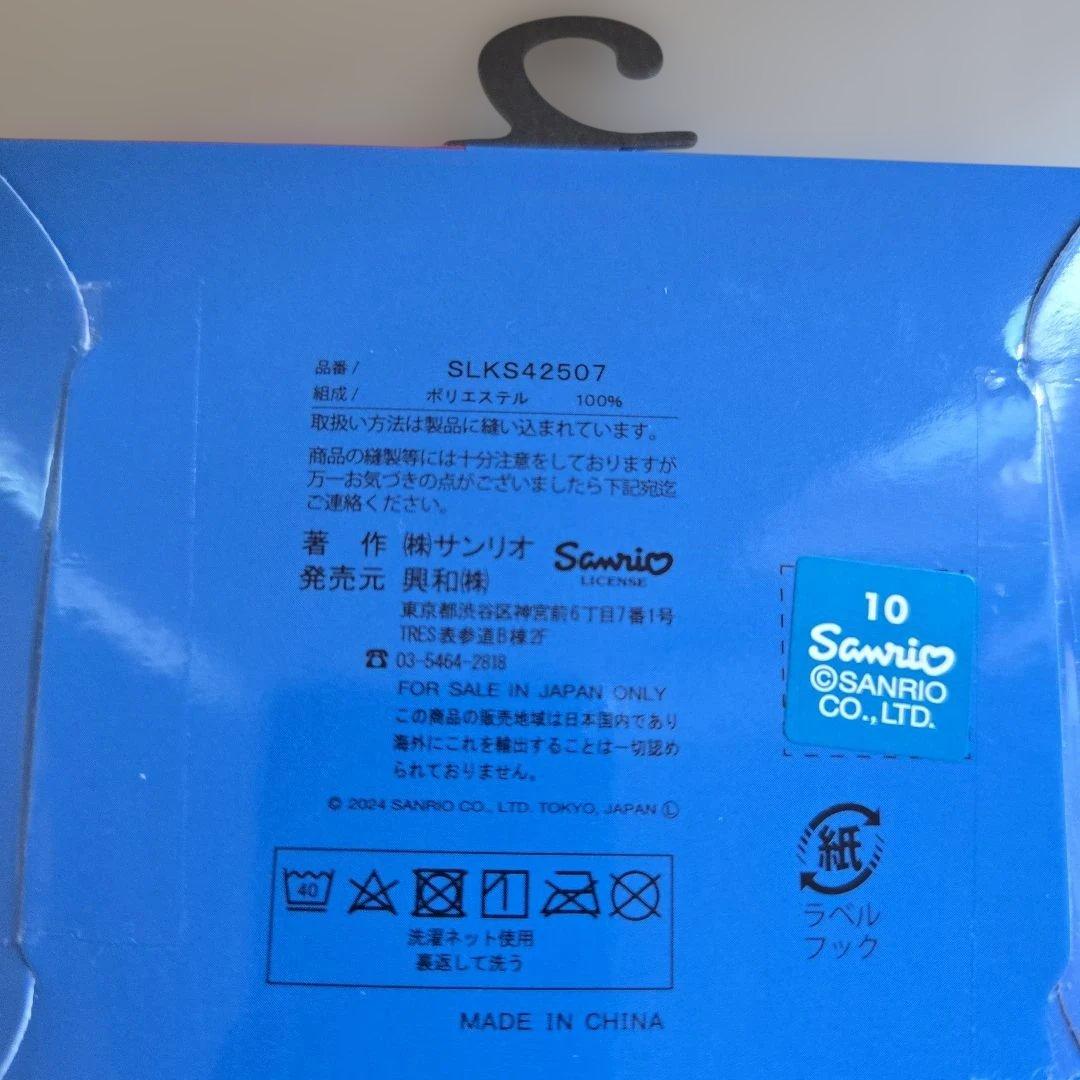 品番/ SLKS42507
組成/ ポリエステル 100%
取扱い方法は製品に縫い込まれています。
商品の縫製等には十分注意をしておりますが
万一お気づきの点がございましたら下記宛迄
ご連絡ください。
著 作 ㈱サンリオ
発売元 興和㈱
Sanrio
LICENSE
東京都渋谷区神宮前6丁目7番1号
TRES表参道B棟2F
☎ 03-5464-2818
FOR SALE IN JAPAN ONLY
この商品の販売地域は日本国内であり
海外にこれを輸出することは一切認め
られておりません。
© 2024 SANRIO CO., LTD. TOKYO, JAPAN Ⓛ
10
Sanrio
©SANRIO
CO.,LTD.
紙
ラベル
フック
40
洗濯ネット使用
裏返して洗う
MADE IN CHINA